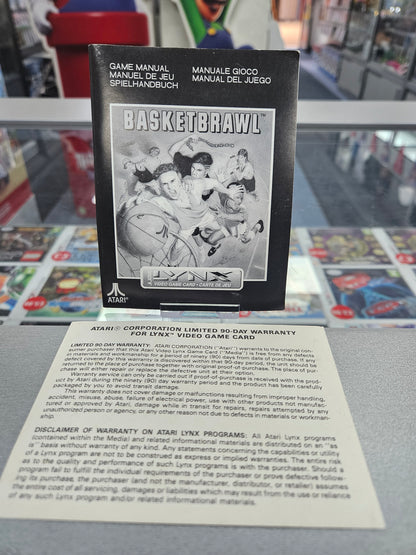 GAME MANUAL
MANUEL DE JEU
SPIELHANDBUCH
MANUALE GIOCO
MANUAL DEL JUEGO
BASKETBRAWL™
LYNX
VIDEO GAME CARD • CARTE DE JEU
ATARI
ATARI® CORPORATION LIMITED 90-DAY WARRANTY
FOR LYNX™ VIDEO GAME CARD
LIMITED 90-DAY WARRANTY: ATARI CORPORATION ("Atari") warrants to the original con-
sumer purchaser that this Atari Video Lynx Game Card ("Media") is free from any defects
in materials and workmanship for a period of ninety (90) days from date of purchase. If any
defect covered by this warranty is discovered within that 90-day period, the unit should be
returned to the place of purchase together with original proof-of-purchase. The place of pur-
chase will either repair or replace the defective unit at their option.
Warranty service can only be carried out if proof-of-purchase is received with the prod-
uct by Atari during the ninety (90) day warranty period and the product has been carefully
packaged by you to avoid transit damage.
This warranty does not cover damage or malfunctions resulting from improper handling,
accident, misuse, abuse, failure of electrical power, use with other products not manufac-
tured or approved by Atari, damage while in transit for repairs, repairs attempted by any
unauthorized person or agency, or any other reason not due to defects in materials or workman-
ship.
DISCLAIMER OF WARRANTY ON ATARI LYNX PROGRAMS: All Atari Lynx programs
(contained within the Media) and related informational materials are distributed on an "as
is" basis without warranty of any kind. Any statements concerning the capabilities or utility
of a Lynx program are not to be construed as express or implied warranties. The entire risk
as to the quality and performance of such Lynx programs is with the purchaser. Should a
program fail to fulfill the individual requirements of the purchaser or prove defective follow-
ing its purchase, the purchaser (and not the manufacturer, distributor, or retailer) assumes
the entire cost of all servicing, damages or liabilities which may result from the use or reliance
of any such Lynx program and/or related informational materials.